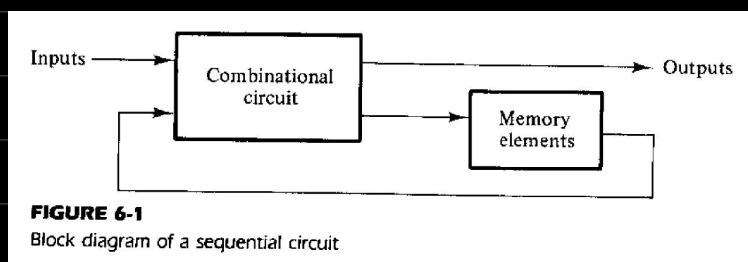 Inputs
Combinational
circuit
Outputs
Memory
elements
FIGURE 6-1
Block diagram of a sequential circuit